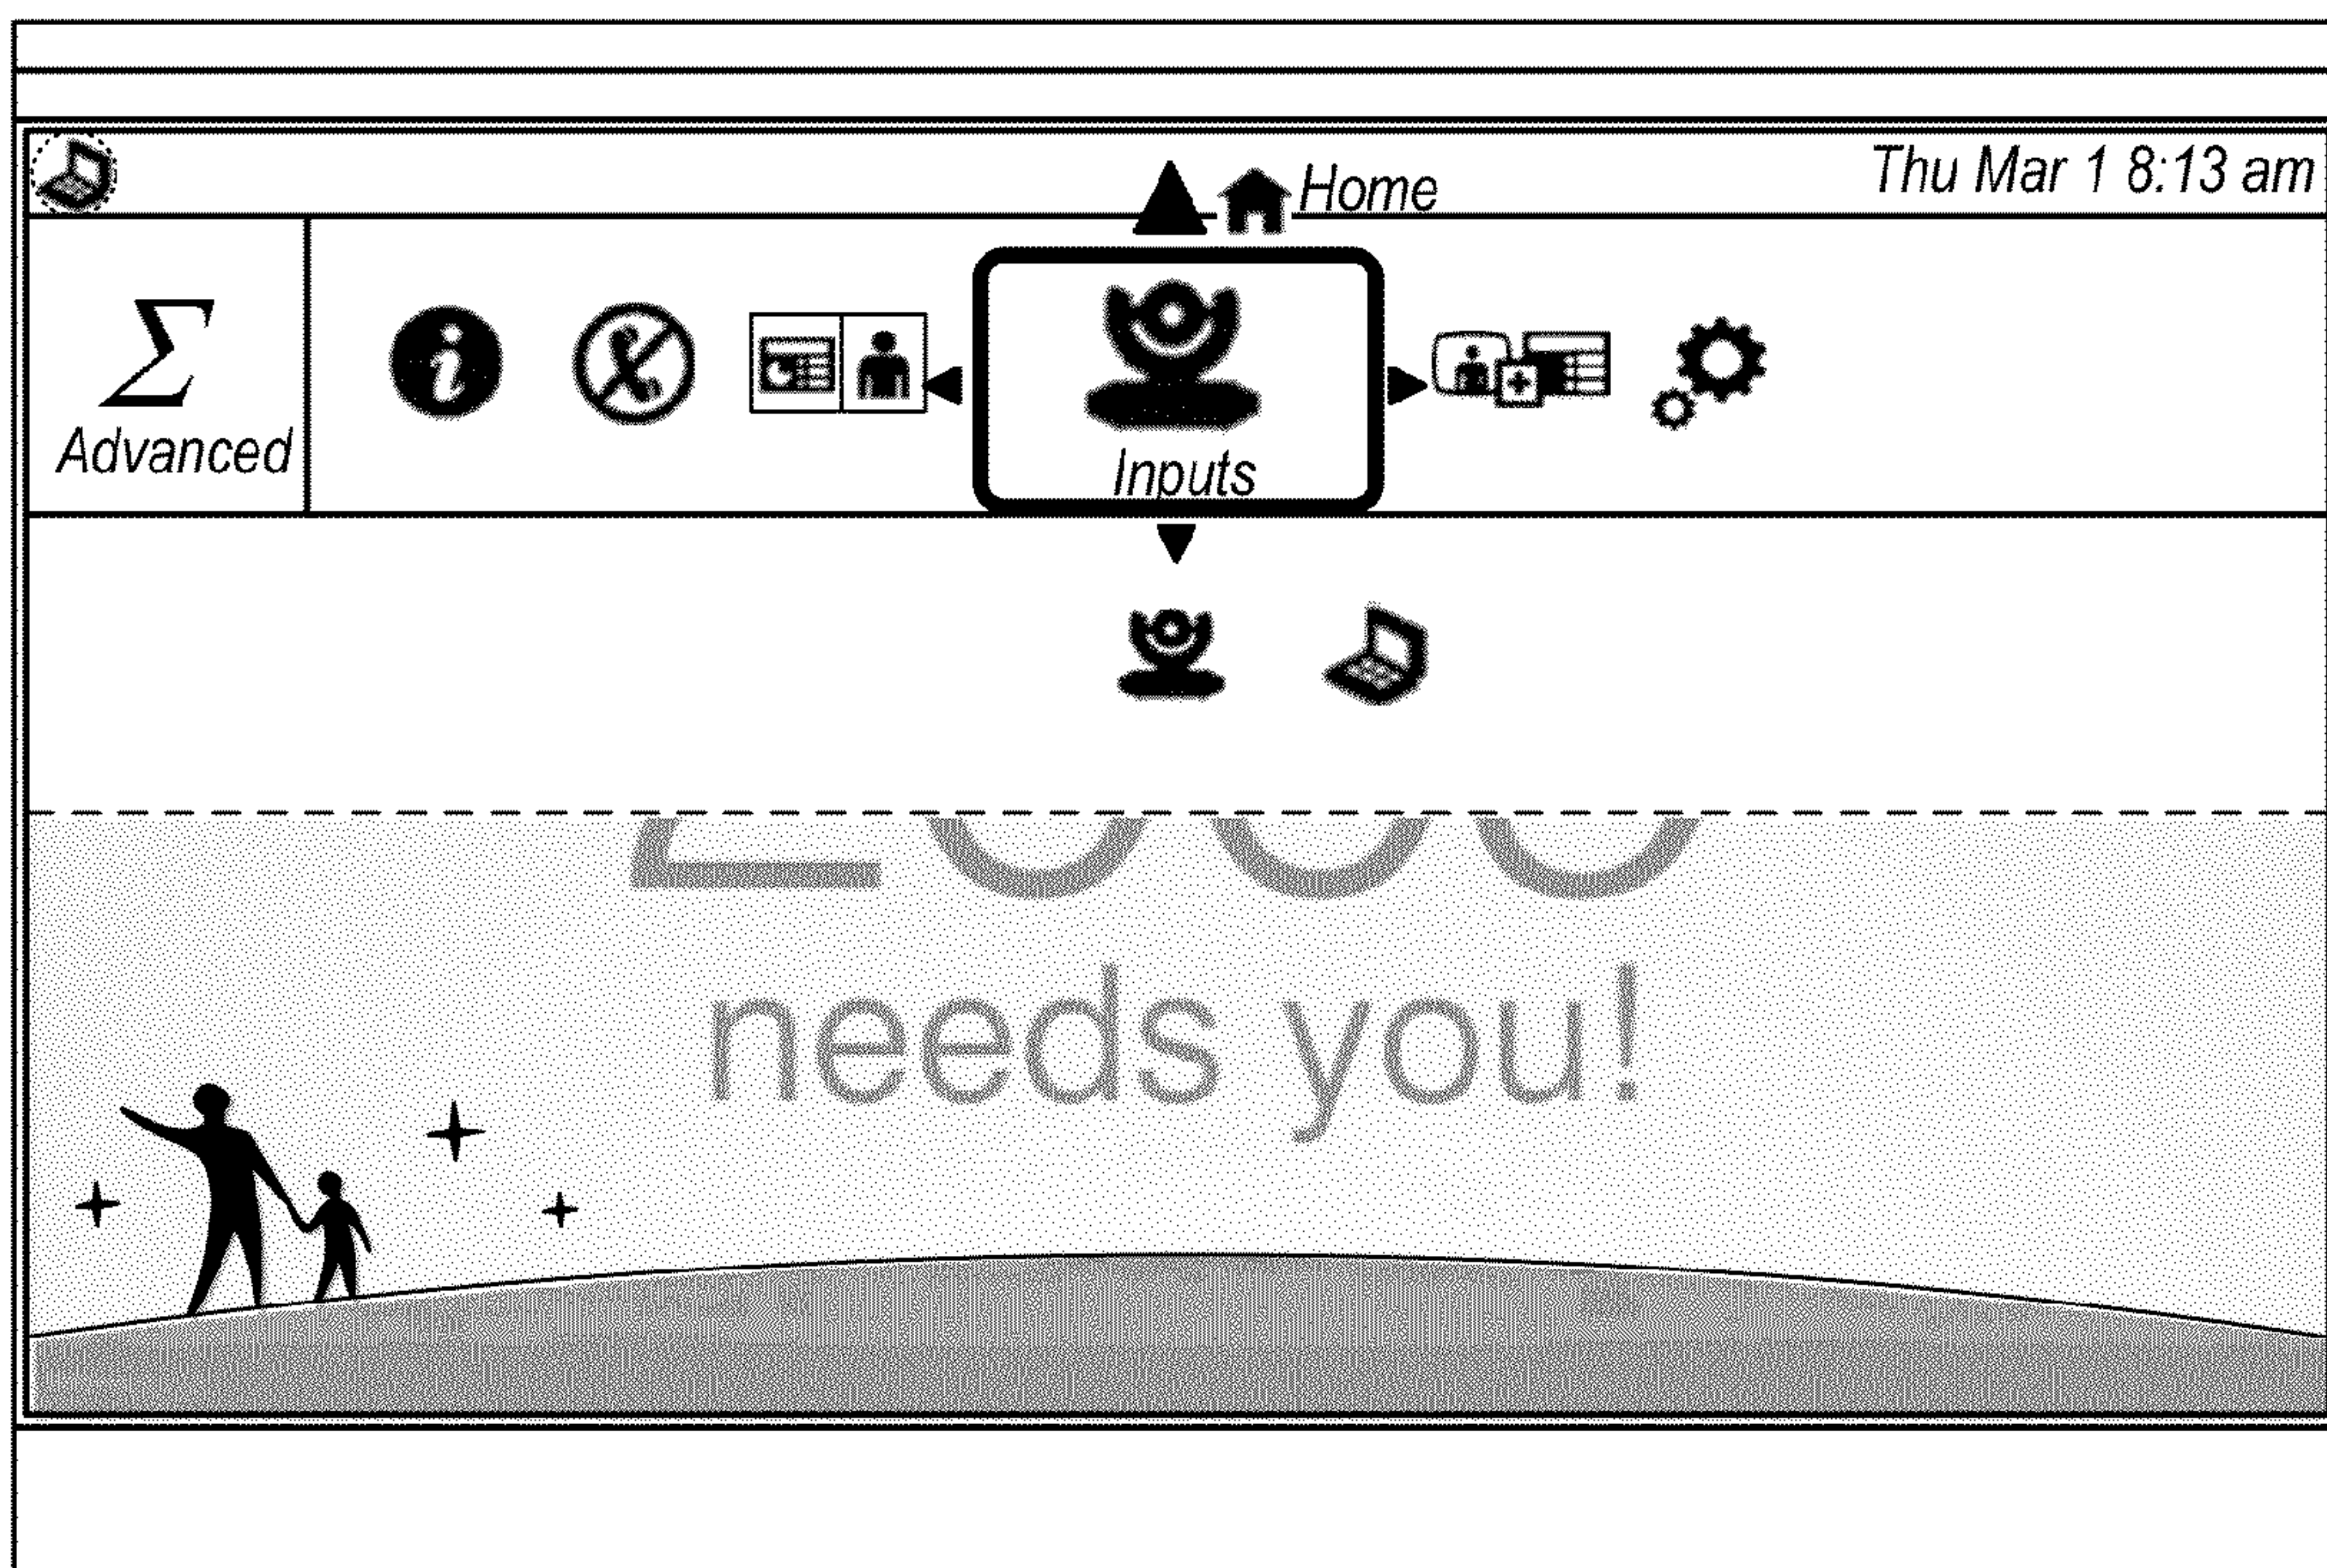 Home
Thu Mar 1 8:13 am
Σ
Advanced
Inputs
needs you!